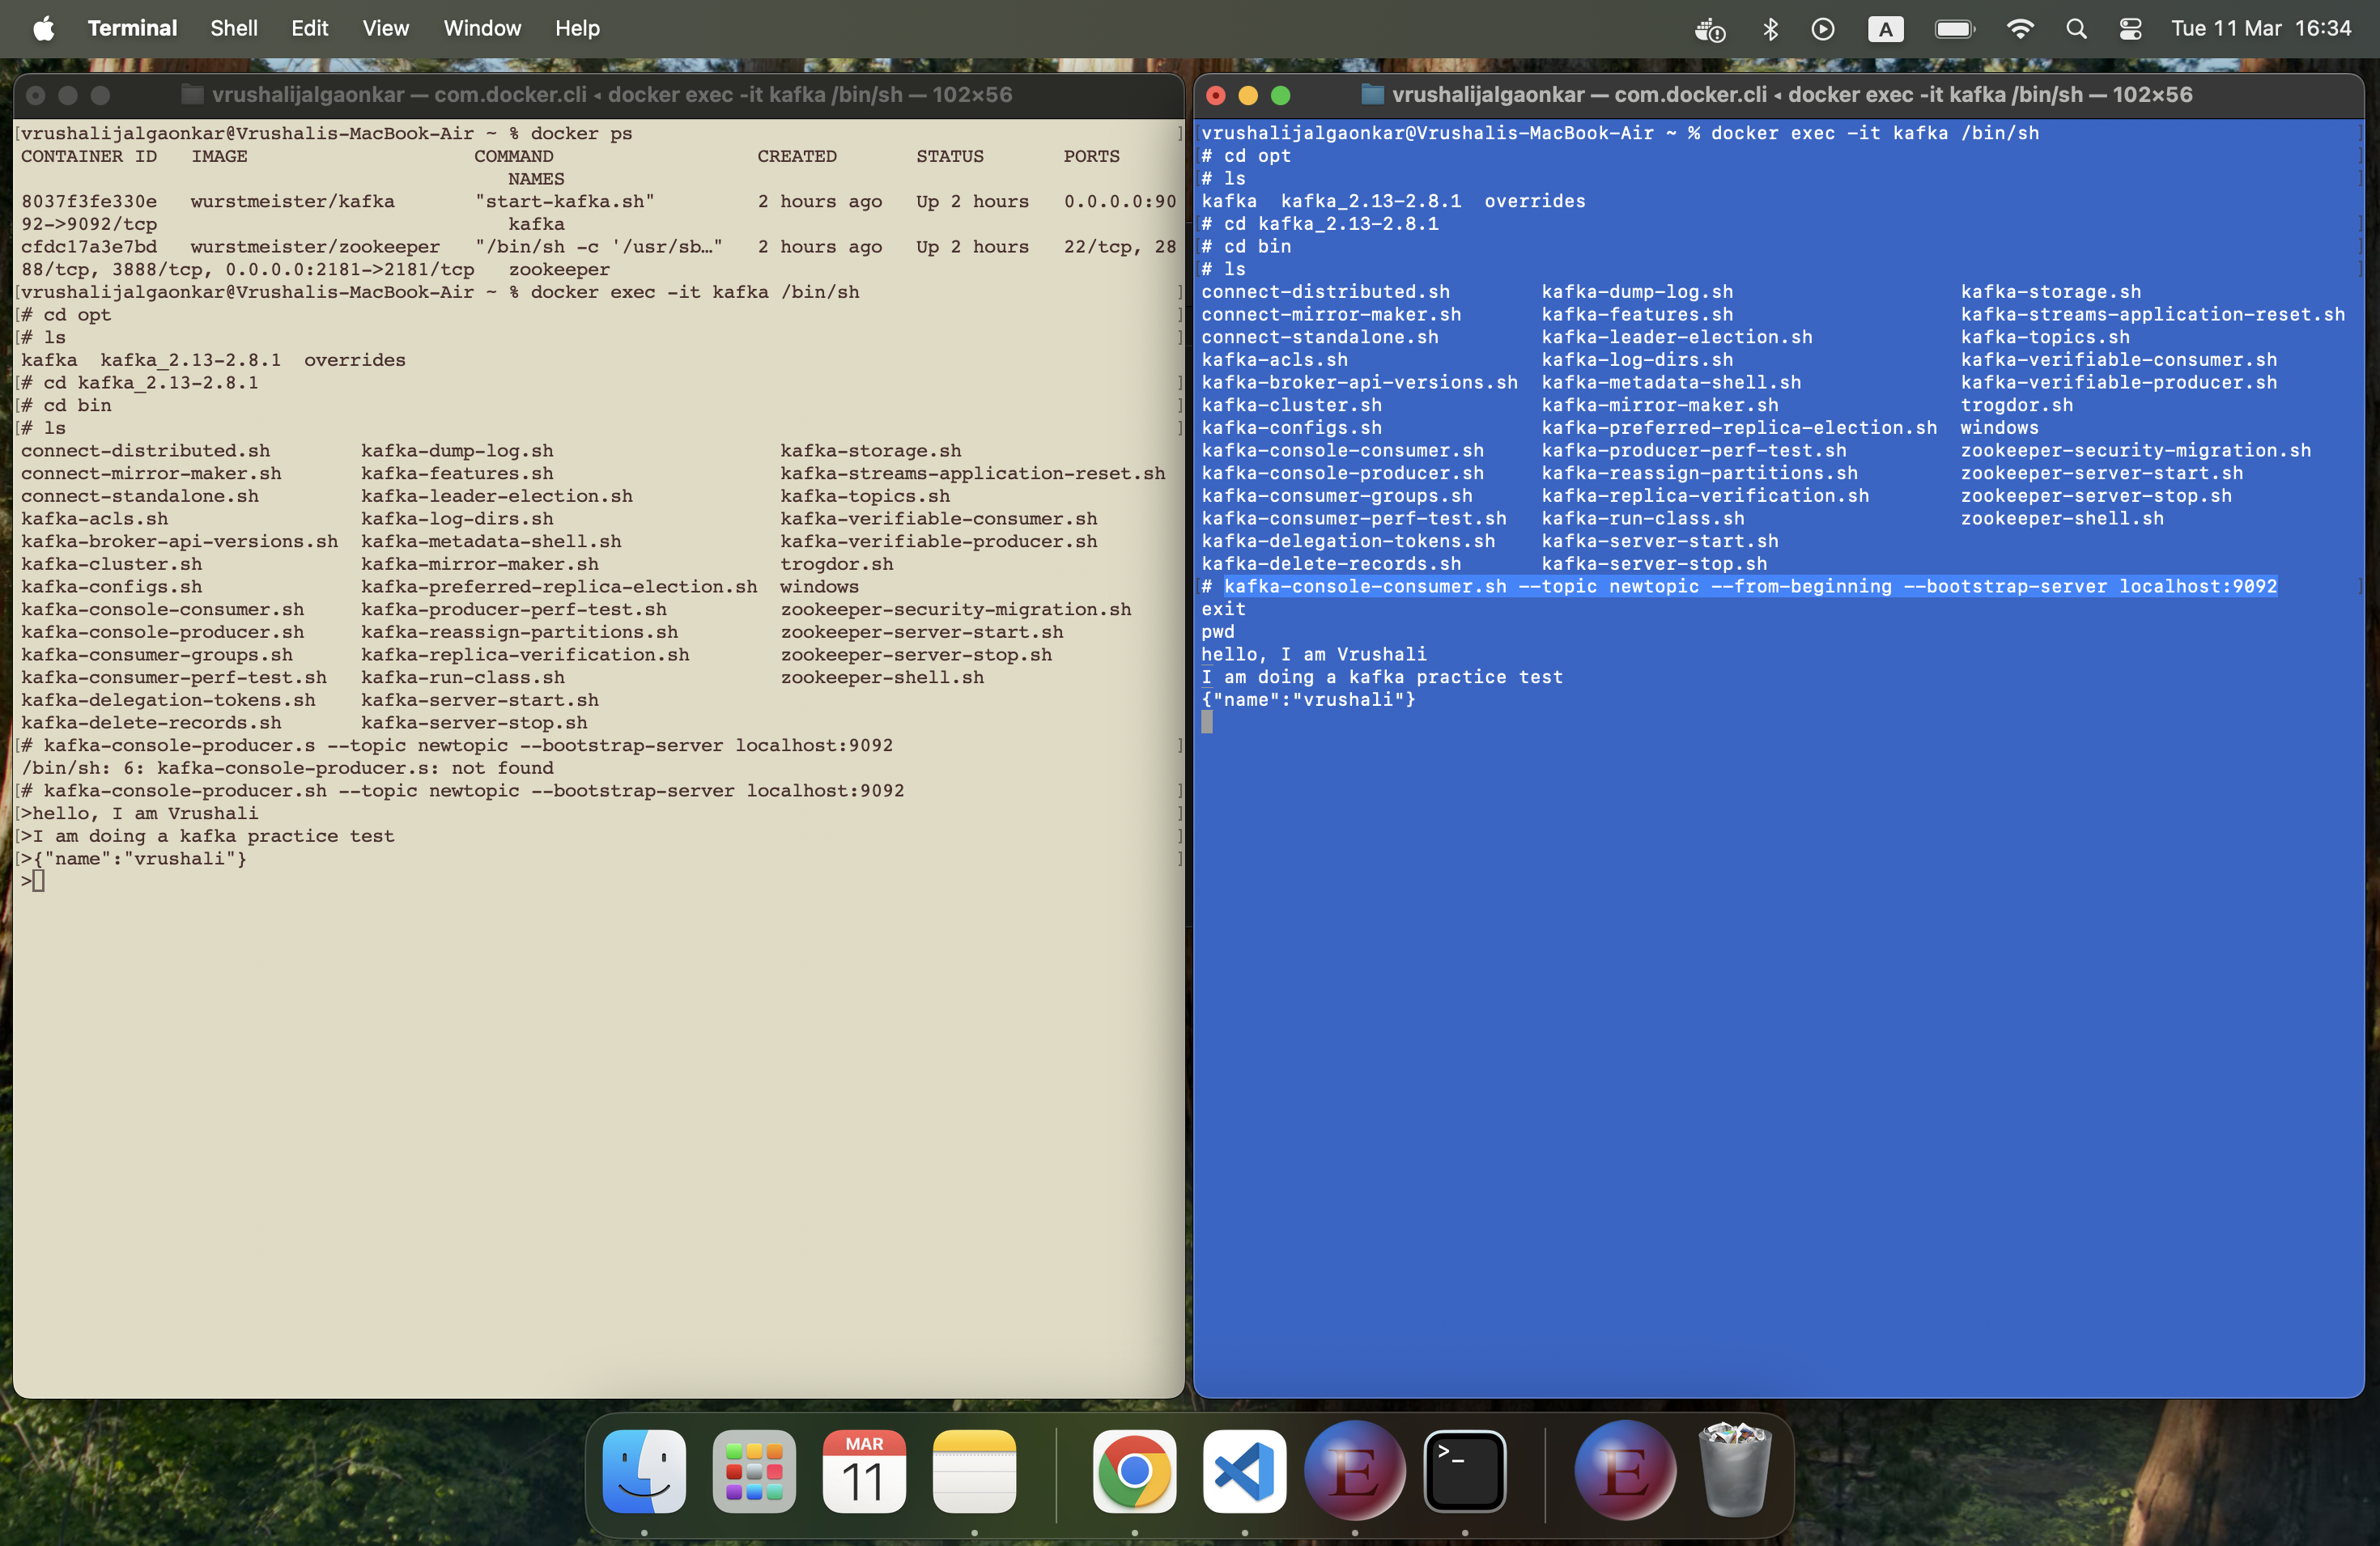 Terminal Shell Edit View Window Help A Tue 11 Mar 16:34
vrushalijalgaonkar — com.docker.cli ◂ docker exec -it kafka /bin/sh — 102×56
[vrushalijalgaonkar@Vrushalis-MacBook-Air ~ % docker ps ]
CONTAINER ID IMAGE COMMAND CREATED STATUS PORTS
NAMES
8037f3fe330e wurstmeister/kafka "start-kafka.sh" 2 hours ago Up 2 hours 0.0.0.0:90
92->9092/tcp kafka
cfdc17a3e7bd wurstmeister/zookeeper "/bin/sh -c '/usr/sb…" 2 hours ago Up 2 hours 22/tcp, 28
88/tcp, 3888/tcp, 0.0.0.0:2181->2181/tcp zookeeper
[vrushalijalgaonkar@Vrushalis-MacBook-Air ~ % docker exec -it kafka /bin/sh ]
[# cd opt ]
[# ls ]
kafka kafka_2.13-2.8.1 overrides
[# cd kafka_2.13-2.8.1 ]
[# cd bin ]
[# ls ]
connect-distributed.sh kafka-dump-log.sh kafka-storage.sh
connect-mirror-maker.sh kafka-features.sh kafka-streams-application-reset.sh
connect-standalone.sh kafka-leader-election.sh kafka-topics.sh
kafka-acls.sh kafka-log-dirs.sh kafka-verifiable-consumer.sh
kafka-broker-api-versions.sh kafka-metadata-shell.sh kafka-verifiable-producer.sh
kafka-cluster.sh kafka-mirror-maker.sh trogdor.sh
kafka-configs.sh kafka-preferred-replica-election.sh windows
kafka-console-consumer.sh kafka-producer-perf-test.sh zookeeper-security-migration.sh
kafka-console-producer.sh kafka-reassign-partitions.sh zookeeper-server-start.sh
kafka-consumer-groups.sh kafka-replica-verification.sh zookeeper-server-stop.sh
kafka-consumer-perf-test.sh kafka-run-class.sh zookeeper-shell.sh
kafka-delegation-tokens.sh kafka-server-start.sh
kafka-delete-records.sh kafka-server-stop.sh
[# kafka-console-producer.s --topic newtopic --bootstrap-server localhost:9092 ]
/bin/sh: 6: kafka-console-producer.s: not found
[# kafka-console-producer.sh --topic newtopic --bootstrap-server localhost:9092 ]
[>hello, I am Vrushali ]
[>I am doing a kafka practice test ]
[>{"name":"vrushali"} ]
>
vrushalijalgaonkar — com.docker.cli ◂ docker exec -it kafka /bin/sh — 102×56
[vrushalijalgaonkar@Vrushalis-MacBook-Air ~ % docker exec -it kafka /bin/sh ]
[# cd opt ]
[# ls ]
kafka kafka_2.13-2.8.1 overrides
[# cd kafka_2.13-2.8.1 ]
[# cd bin ]
[# ls ]
connect-distributed.sh kafka-dump-log.sh kafka-storage.sh
connect-mirror-maker.sh kafka-features.sh kafka-streams-application-reset.sh
connect-standalone.sh kafka-leader-election.sh kafka-topics.sh
kafka-acls.sh kafka-log-dirs.sh kafka-verifiable-consumer.sh
kafka-broker-api-versions.sh kafka-metadata-shell.sh kafka-verifiable-producer.sh
kafka-cluster.sh kafka-mirror-maker.sh trogdor.sh
kafka-configs.sh kafka-preferred-replica-election.sh windows
kafka-console-consumer.sh kafka-producer-perf-test.sh zookeeper-security-migration.sh
kafka-console-producer.sh kafka-reassign-partitions.sh zookeeper-server-start.sh
kafka-consumer-groups.sh kafka-replica-verification.sh zookeeper-server-stop.sh
kafka-consumer-perf-test.sh kafka-run-class.sh zookeeper-shell.sh
kafka-delegation-tokens.sh kafka-server-start.sh
kafka-delete-records.sh kafka-server-stop.sh
[# kafka-console-consumer.sh --topic newtopic --from-beginning --bootstrap-server localhost:9092 ]
exit
pwd
hello, I am Vrushali
I am doing a kafka practice test
{"name":"vrushali"}
MAR
11
E
>_
E